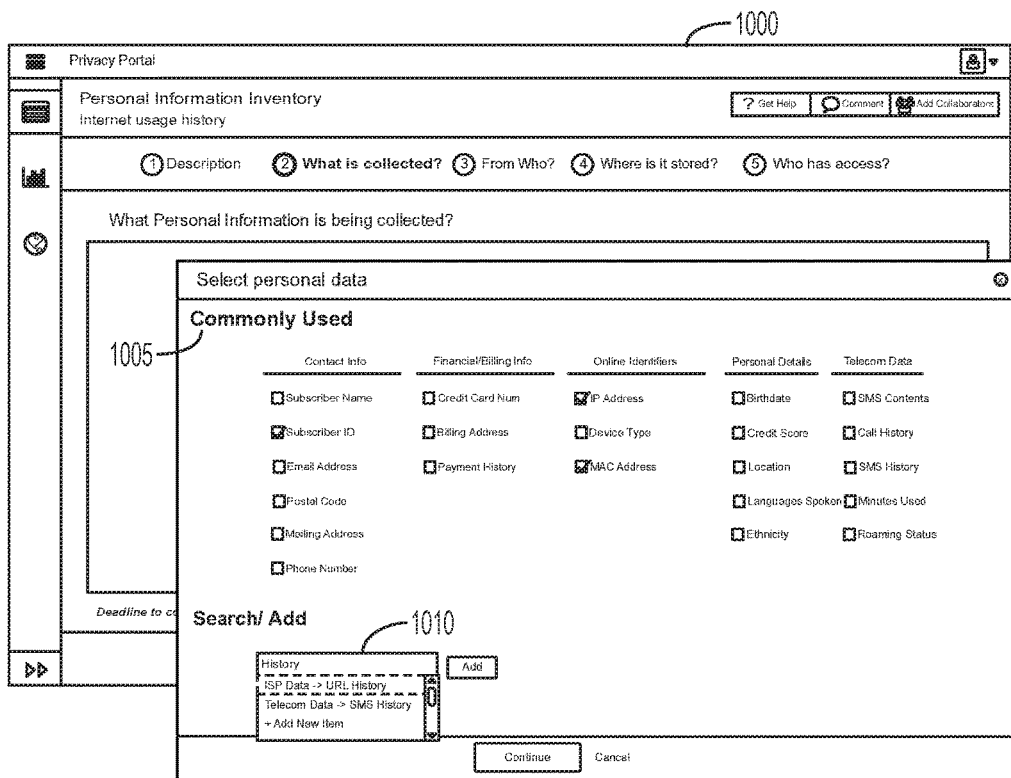 1000
Privacy Portal
Personal Information Inventory
Internet usage history
? Get Help Comment Add Collaborators
1 Description 2 What is collected? 3 From Who? 4 Where is it stored? 5 Who has access?
What Personal Information is being collected?
Select personal data
Commonly Used
1005
Contact Info Financial/Billing Info Online Identifiers Personal Details Telecom Data
Subscriber Name Credit Card Num IP Address Birthdate SMS Contents
Subscriber ID Billing Address Device Type Credit Score Call History
Email Address Payment History MAC Address Location SMS History
Postal Code Languages Spoken Minutes Used
Mailing Address Ethnicity Roaming Status
Phone Number
Deadline to co
Search/ Add
1010
History Add
ISP Data -> URL History
Telecom Data -> SMS History
+ Add New Item
Continue Cancel